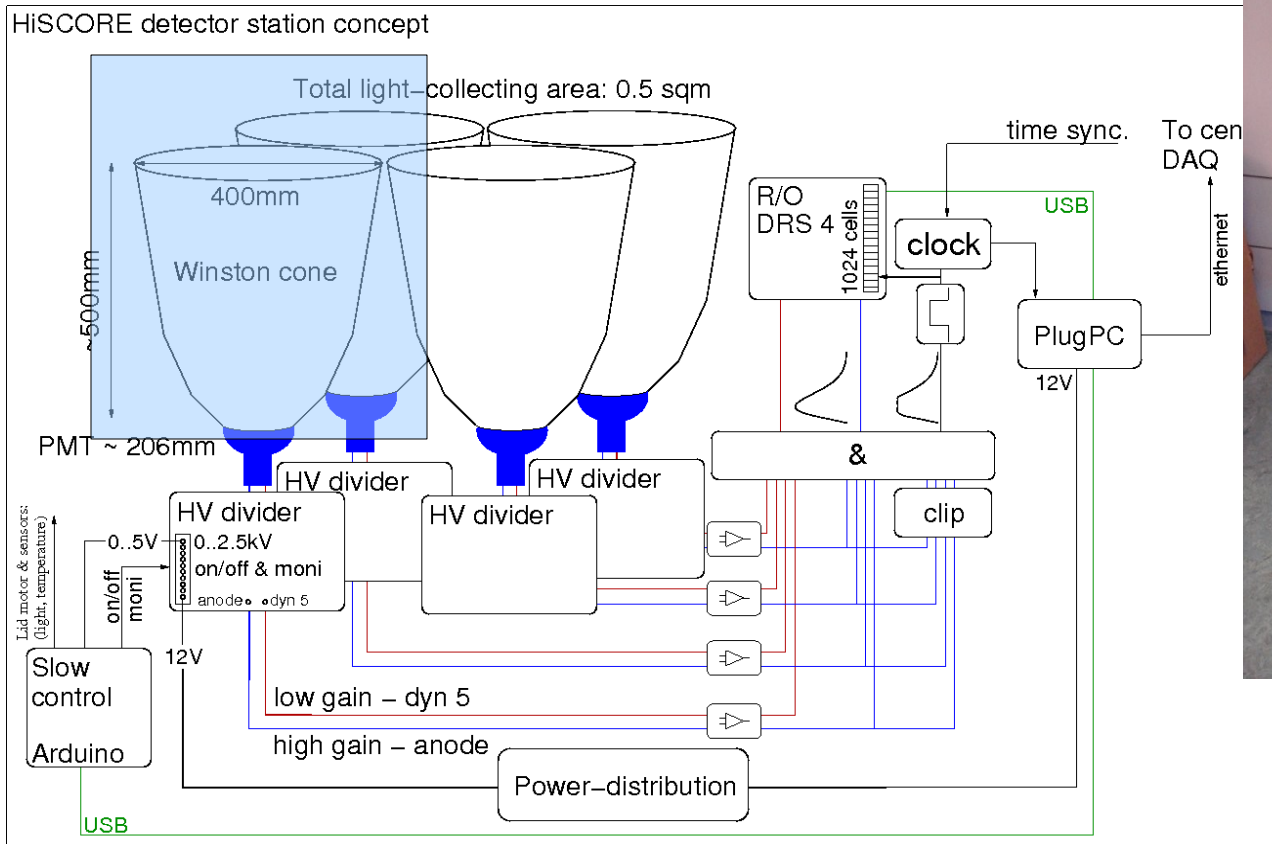 HiSCORE detector station concept
Total light-collecting area: 0.5 sqm
400mm
Winston cone
~500mm
PMT ~ 206mm
time sync.
To cen
DAQ
R/O
DRS 4
1024 cells
USB
clock
ethernet
PlugPC
12V
&
clip
HV divider
HV divider
HV divider
HV divider
0..5V
0..2.5kV
on/off & moni
anode
dyn 5
on/off
moni
Lid motor & sensors:
(light, temperature)
12V
Slow
control
Arduino
low gain - dyn 5
high gain - anode
Power-distribution
USB